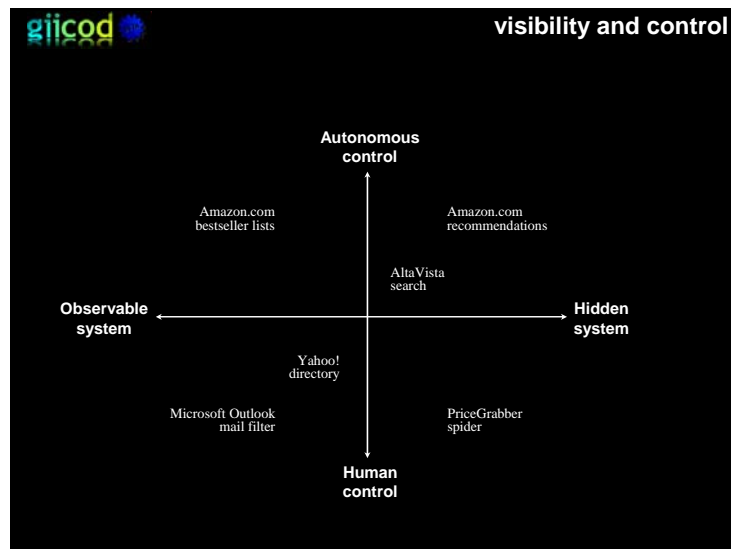 giicod
visibility and control
Autonomous
control
Amazon.com
bestseller lists
Amazon.com
recommendations
AltaVista
search
Observable
system
Hidden
system
Yahoo!
directory
Microsoft Outlook
mail filter
PriceGrabber
spider
Human
control